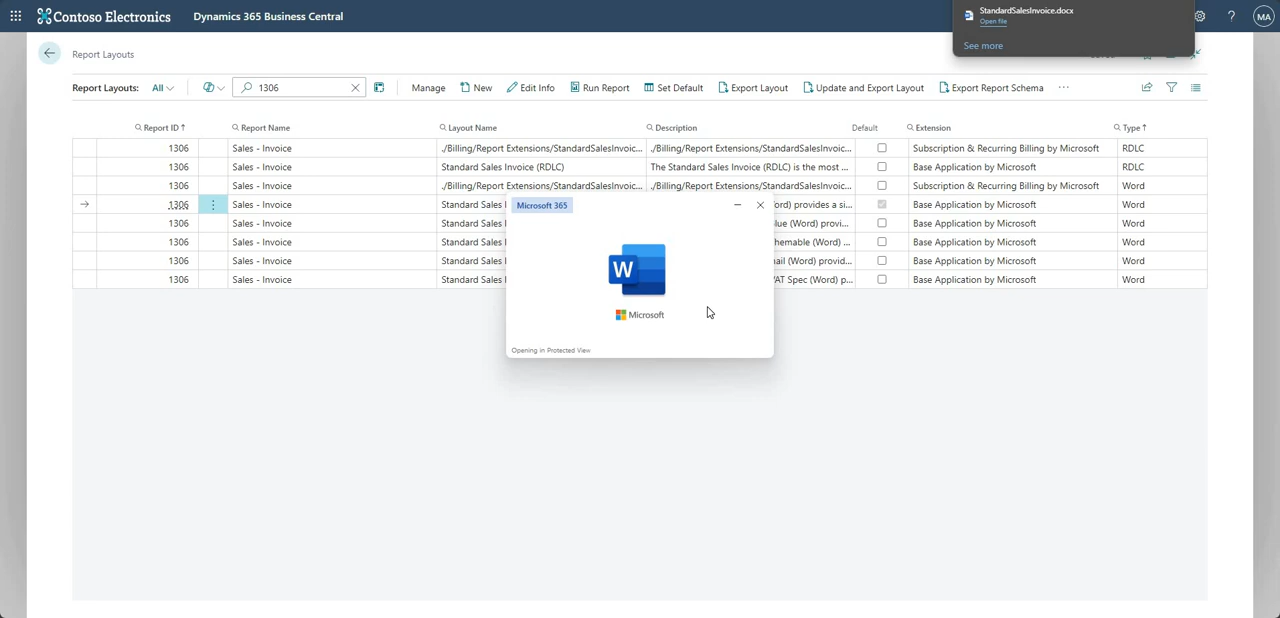 Contoso Electronics Dynamics 365 Business Central StandardSalesInvoice.docx ? MA
Open file
See more
Report Layouts
Report Layouts: All 1306 Manage New Edit Info Run Report Set Default Export Layout Update and Export Layout Export Report Schema ...
Report ID ↑ Report Name Layout Name Description Default Extension Type ↑
1306 Sales - Invoice ./Billing/Report Extensions/StandardSalesInvoic... ./Billing/Report Extensions/StandardSalesInvoic... Subscription & Recurring Billing by Microsoft RDLC
1306 Sales - Invoice Standard Sales Invoice (RDLC) The Standard Sales Invoice (RDLC) is the most ... Base Application by Microsoft RDLC
1306 Sales - Invoice ./Billing/Report Extensions/StandardSalesInvoic... ./Billing/Report Extensions/StandardSalesInvoic... Subscription & Recurring Billing by Microsoft Word
→ 1306 Sales - Invoice Standard Sales ord) provides a si... Base Application by Microsoft Word
1306 Sales - Invoice Standard Sales lue (Word) provi... Base Application by Microsoft Word
1306 Sales - Invoice Standard Sales hemable (Word) ... Base Application by Microsoft Word
1306 Sales - Invoice Standard Sales ail (Word) provid... Base Application by Microsoft Word
1306 Sales - Invoice Standard Sales AT Spec (Word) p... Base Application by Microsoft Word
Microsoft 365
W
Microsoft
Opening in Protected View